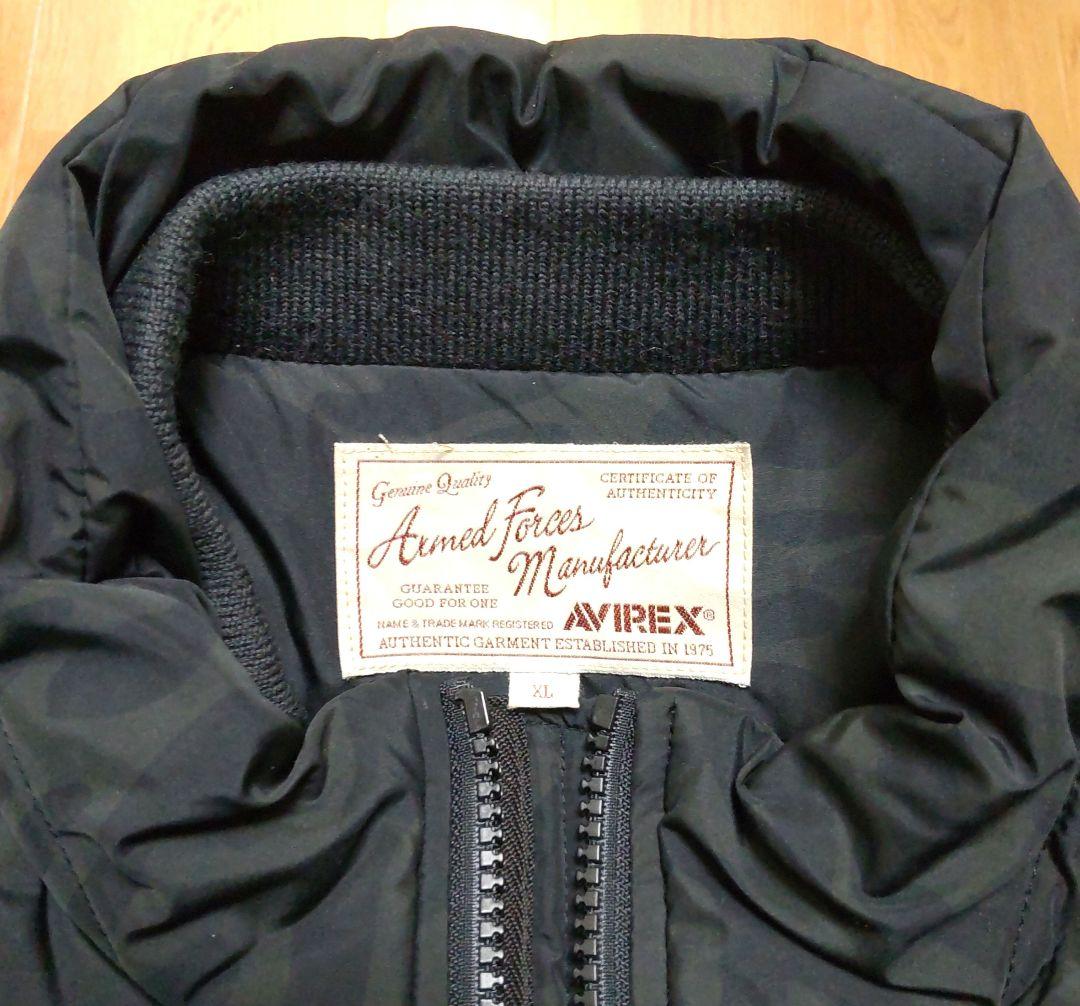 Genuine Quality
CERTIFICATE OF
AUTHENTICITY
Armed Forces
Manufacturer
GUARANTEE
GOOD FOR ONE
NAME & TRADE MARK REGISTERED
AVIREX®
AUTHENTIC GARMENT ESTABLISHED IN 1975
XL